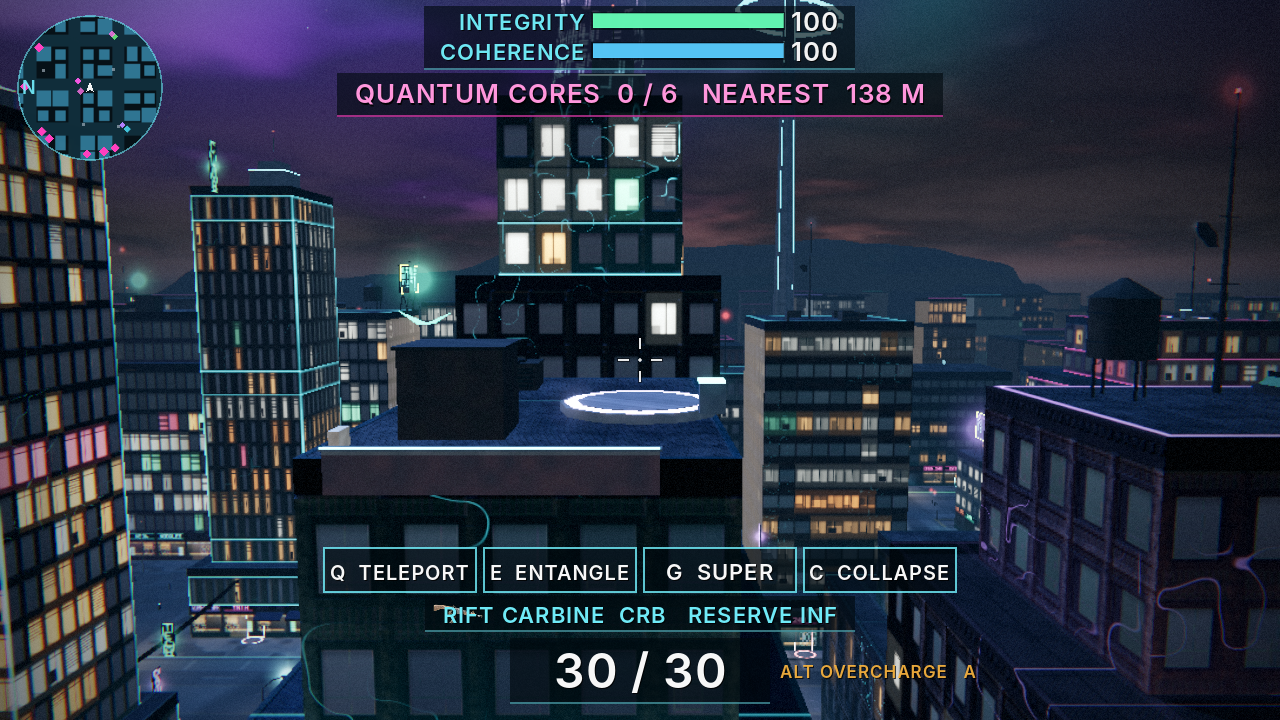 INTEGRITY 100
COHERENCE 100
QUANTUM CORES 0 / 6 NEAREST 138 M
N
Q TELEPORT
E ENTANGLE
G SUPER
C COLLAPSE
RIFT CARBINE CRB RESERVE INF
30 / 30
ALT OVERCHARGE A